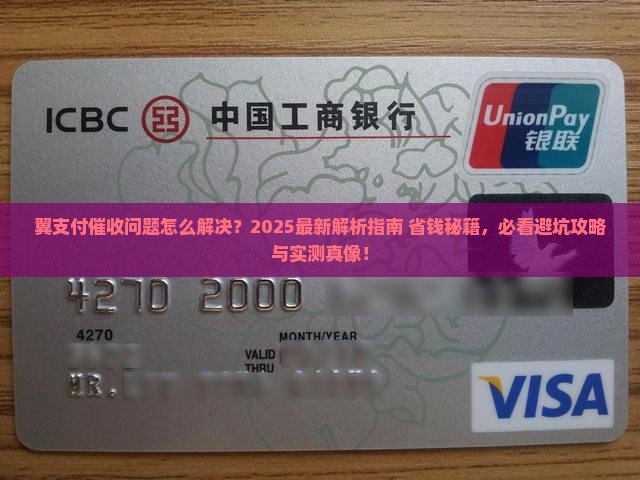 ICBC 中国工商银行
UnionPay
银联
翼支付催收问题怎么解决？2025最新解析指南 省钱秘籍，必看避坑攻略
与实测真像！
4270 2000
4270
MONTH/YEAR
VALID
THRU
MR.
VISA